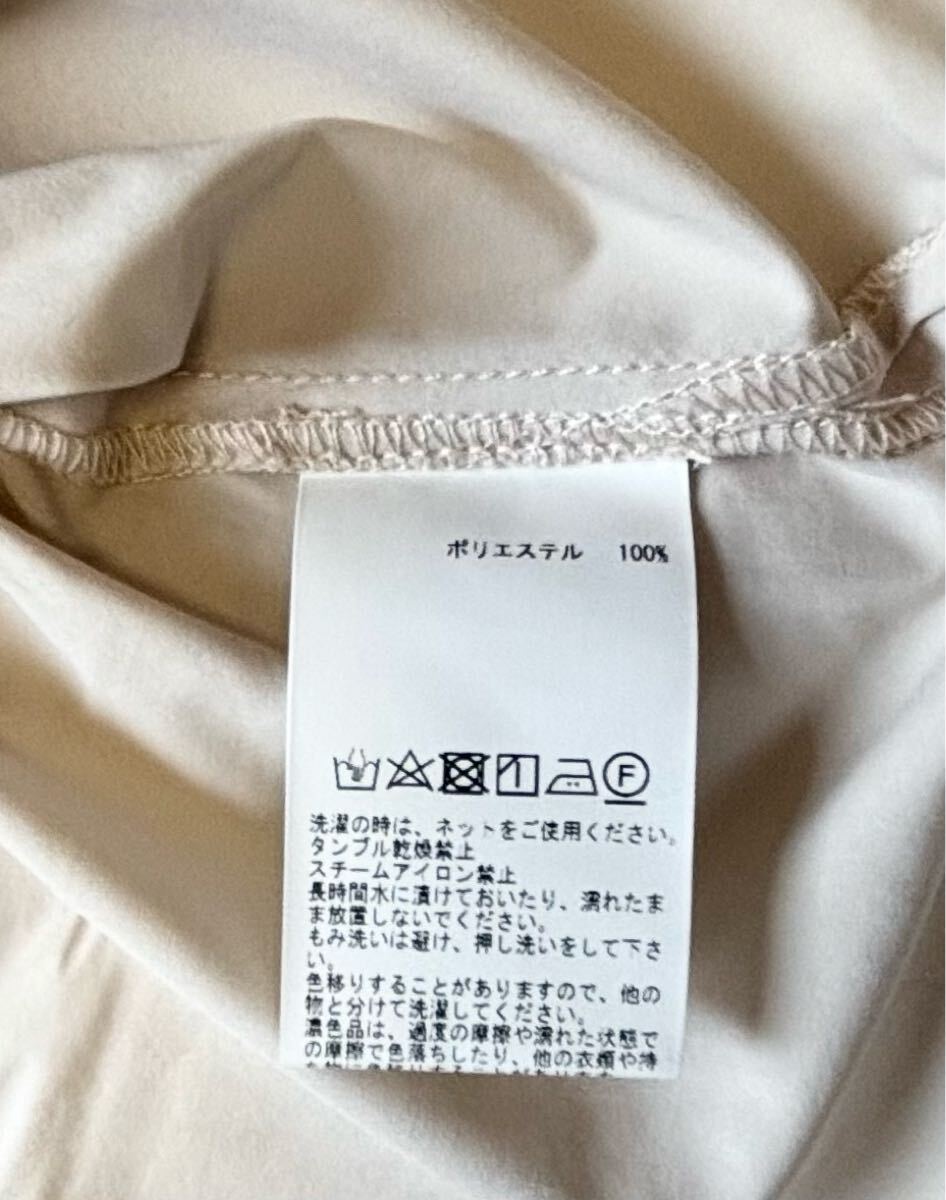 ポリエステル 100%
F
洗濯の時は、ネットをご使用ください。
タンブル乾燥禁止
スチームアイロン禁止
長時間水に漬けておいたり、濡れたま
ま放置しないでください。
もみ洗いは避け、押し洗いをして下さ
い。
色移りすることがありますので、他の
物と分けて洗濯してください。
濃色品は、過度の摩擦や濡れた状態で
の摩擦で色落ちしたり、他の衣類や持